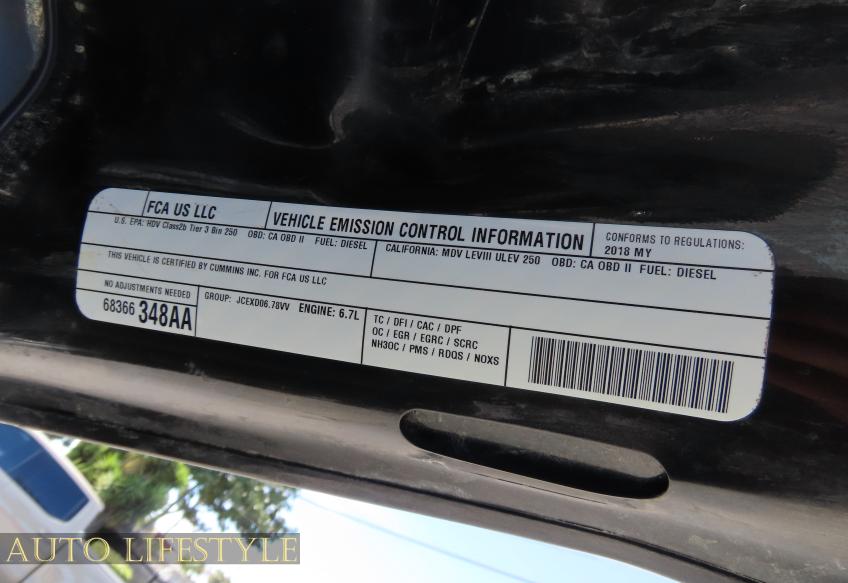 FCA US LLC
VEHICLE EMISSION CONTROL INFORMATION
CONFORMS TO REGULATIONS:
2018 MY
U.S. EPA: HDV Class2b Tier 3 Bin 250 OBD: CA OBD II FUEL: DIESEL
CALIFORNIA: MDV LEVIII ULEV 250 OBD: CA OBD II FUEL: DIESEL
THIS VEHICLE IS CERTIFIED BY CUMMINS INC. FOR FCA US LLC
NO ADJUSTMENTS NEEDED
68366 348AA
GROUP: JCEXD06.78VV ENGINE: 6.7L
TC / DFI / CAC / DPF
OC / EGR / EGRC / SCRC
NH3OC / PMS / RDQS / NOXS
AUTO LIFESTYLE